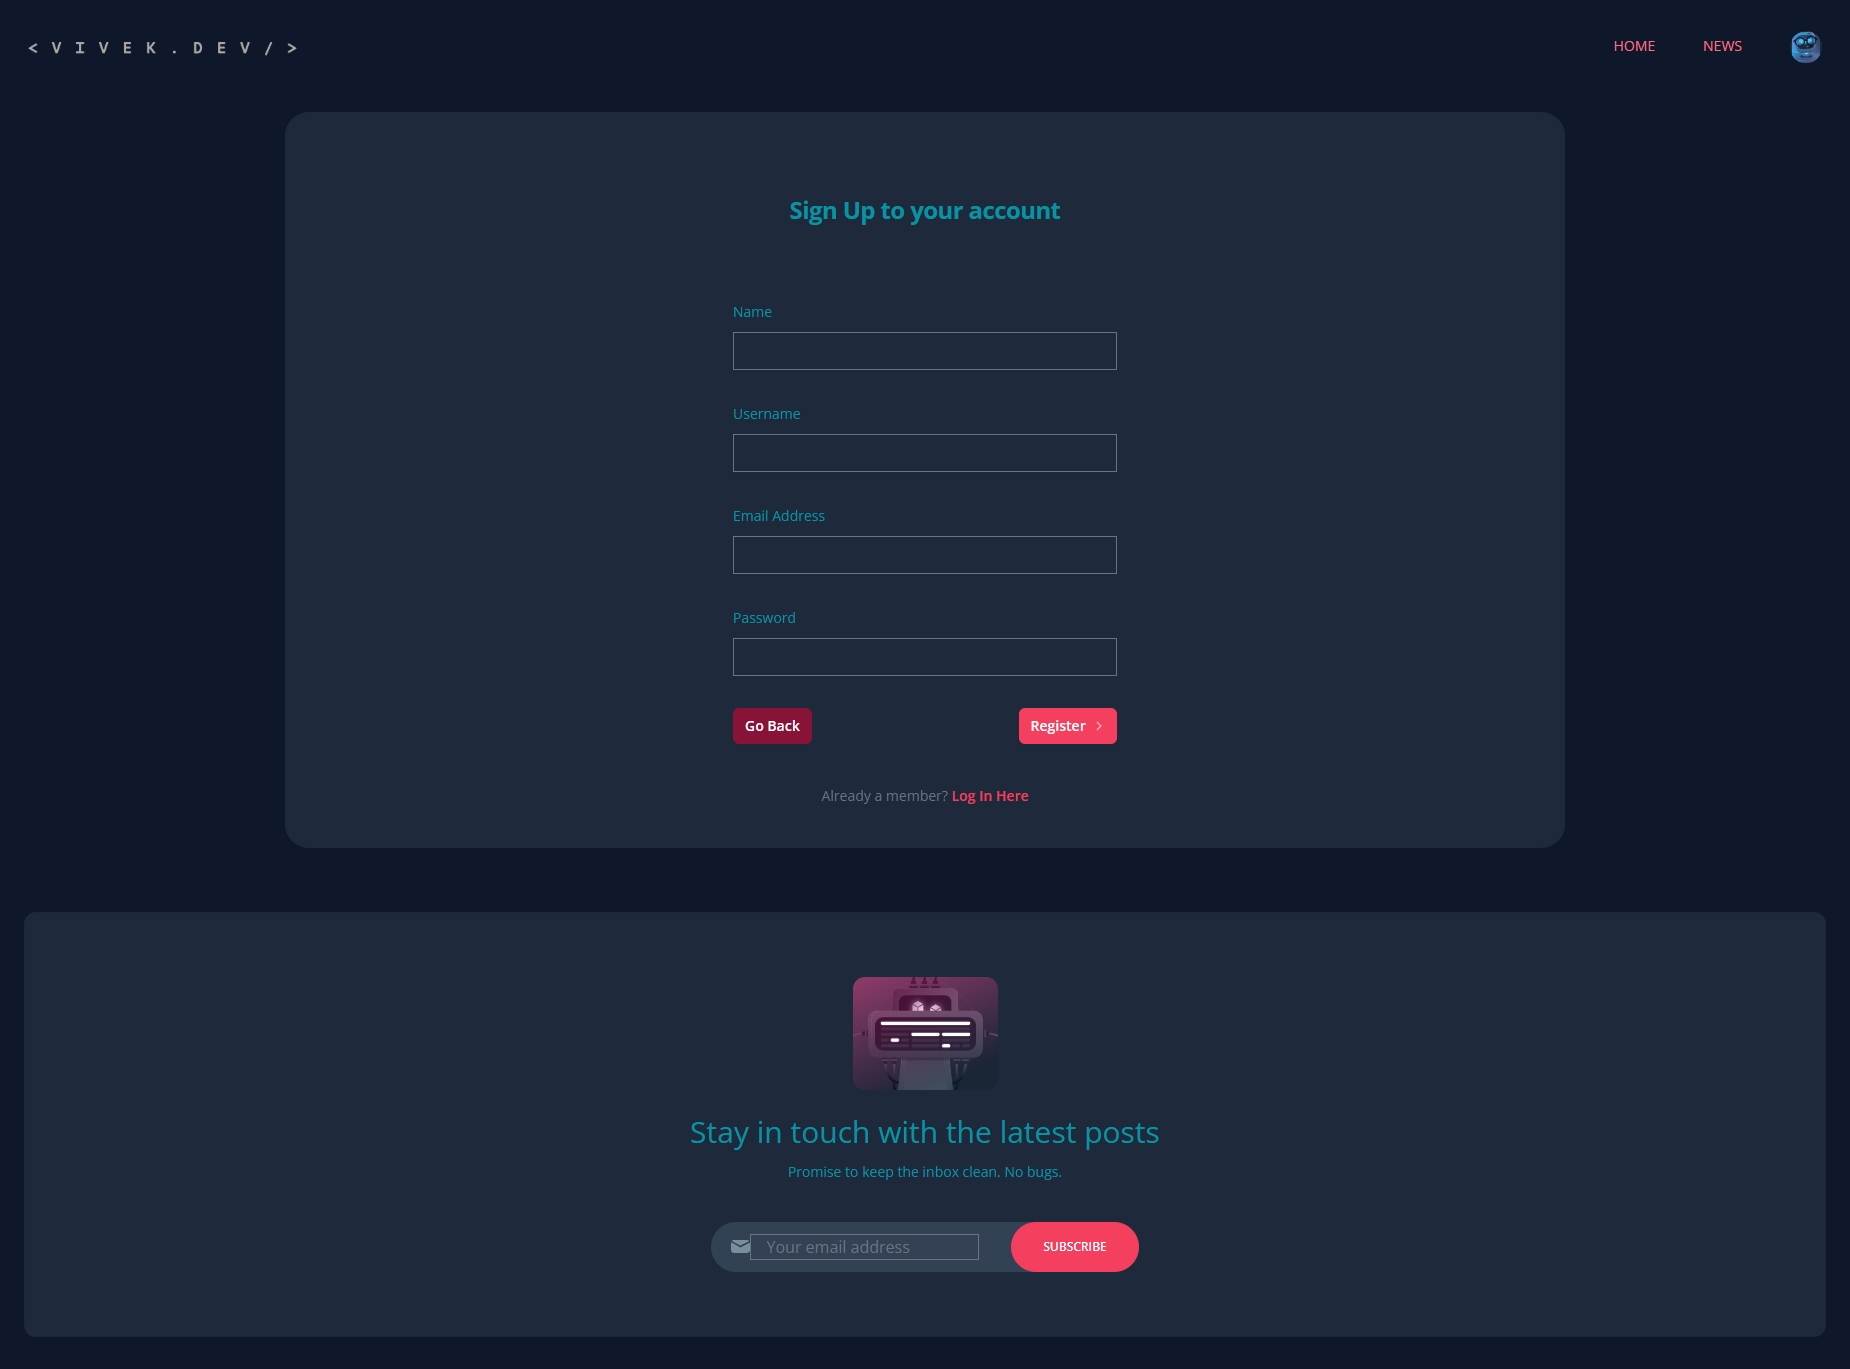 < V I V E K . D E V / >
HOME
NEWS
Sign Up to your account
Name
Username
Email Address
Password
Go Back
Register
Already a member? Log In Here
Stay in touch with the latest posts
Promise to keep the inbox clean. No bugs.
Your email address
SUBSCRIBE